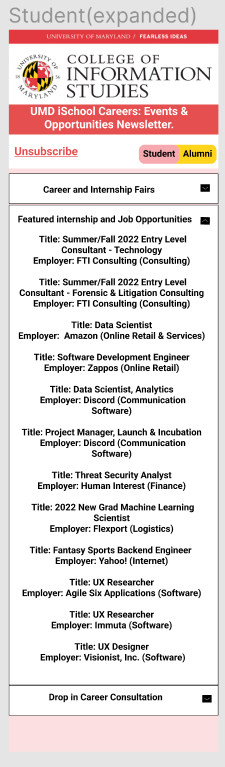 Student(expanded)
UNIVERSITY OF MARYLAND / FEARLESS IDEAS
UNIVERSITY OF
18 56
MARYLAND
COLLEGE OF
INFORMATION
STUDIES
UMD iSchool Careers: Events &
Opportunities Newsletter.
Unsubscribe
Student Alumni
Career and Internship Fairs
Featured internship and Job Opportunities
Title: Summer/Fall 2022 Entry Level
Consultant - Technology
Employer: FTI Consulting (Consulting)
Title: Summer/Fall 2022 Entry Level
Consultant - Forensic & Litigation Consulting
Employer: FTI Consulting (Consulting)
Title: Data Scientist
Employer: Amazon (Online Retail & Services)
Title: Software Development Engineer
Employer: Zappos (Online Retail)
Title: Data Scientist, Analytics
Employer: Discord (Communication
Software)
Title: Project Manager, Launch & Incubation
Employer: Discord (Communication
Software)
Title: Threat Security Analyst
Employer: Human Interest (Finance)
Title: 2022 New Grad Machine Learning
Scientist
Employer: Flexport (Logistics)
Title: Fantasy Sports Backend Engineer
Employer: Yahoo! (Internet)
Title: UX Researcher
Employer: Agile Six Applications (Software)
Title: UX Researcher
Employer: Immuta (Software)
Title: UX Designer
Employer: Visionist, Inc. (Software)
Drop in Career Consultation